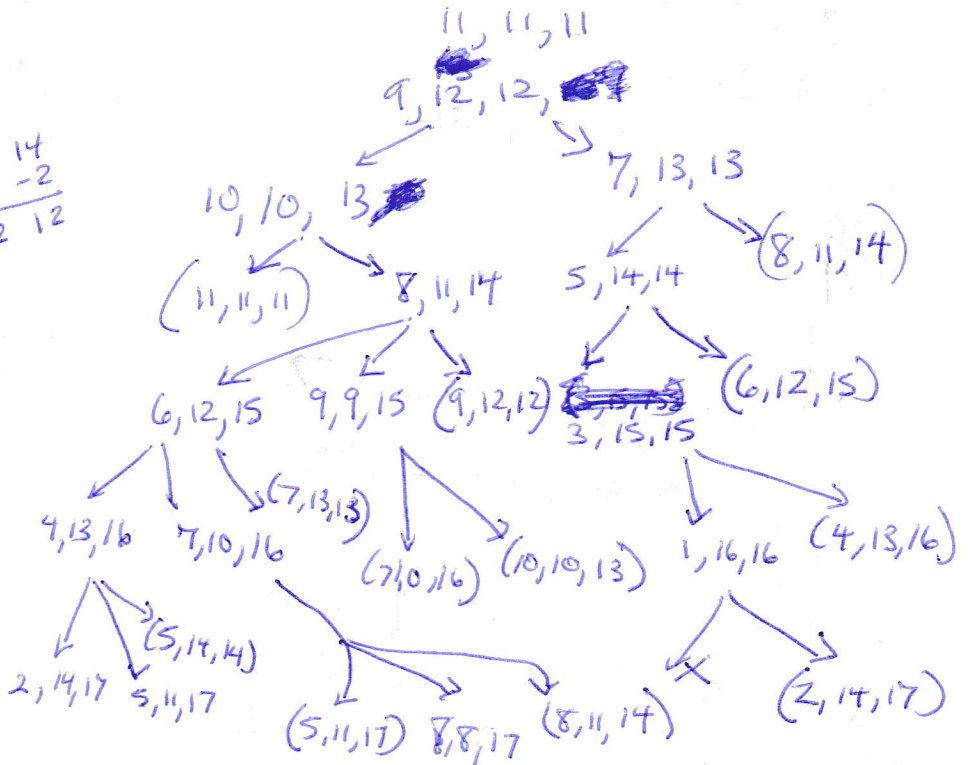 11, 11, 11
9, 12, 12,
14
-2
2 12
10, 10, 13,
7, 13, 13
(11, 11, 11)
8, 11, 14
5, 14, 14
(8, 11, 14)
6, 12, 15
9, 9, 15
(9, 12, 12)
3, 15, 15
(6, 12, 15)
4, 13, 16
7, 10, 16
(7, 13, 13)
(7, 10, 16)
(10, 10, 13)
1, 16, 16
(4, 13, 16)
2, 14, 17
5, 11, 17
(5, 14, 14)
(5, 11, 17)
8, 8, 17
(8, 11, 14)
X
(2, 14, 17)